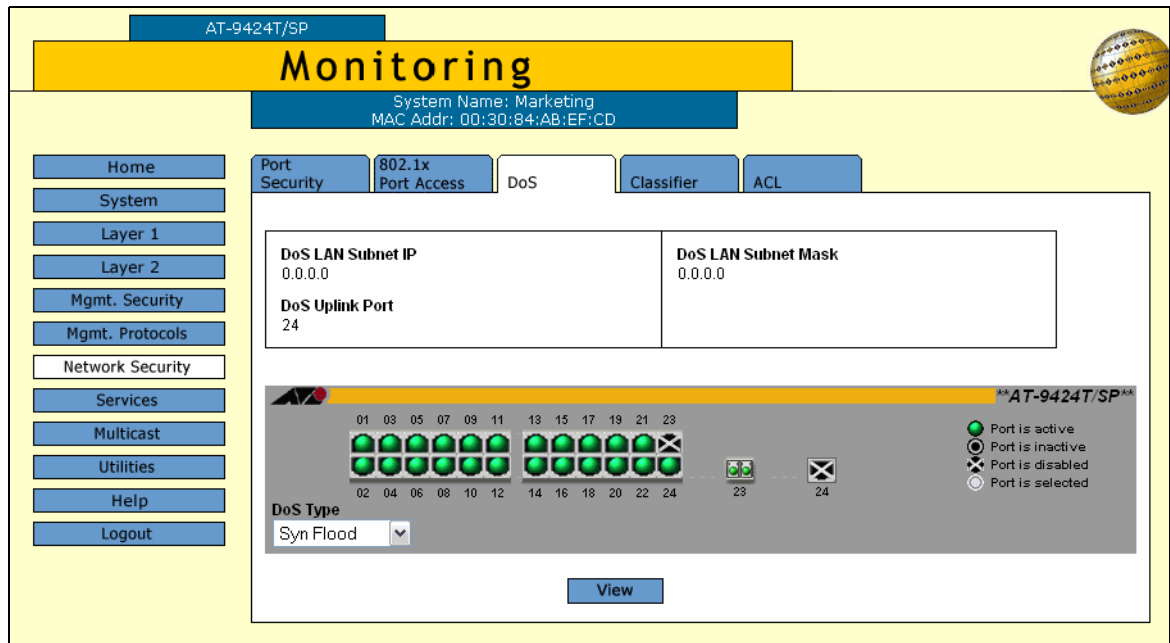 AT-9424T/SP
Monitoring
System Name: Marketing
MAC Addr: 00:30:84:AB:EF:CD
Home
System
Layer 1
Layer 2
Mgmt. Security
Mgmt. Protocols
Network Security
Services
Multicast
Utilities
Help
Logout
Port Security
802.1x Port Access
DoS
Classifier
ACL
DoS LAN Subnet IP
0.0.0.0
DoS Uplink Port
24
DoS LAN Subnet Mask
0.0.0.0
**AT-9424T/SP**
01 03 05 07 09 11 13 15 17 19 21 23
02 04 06 08 10 12 14 16 18 20 22 24 23 24
Port is active
Port is inactive
Port is disabled
Port is selected
DoS Type
Syn Flood
View